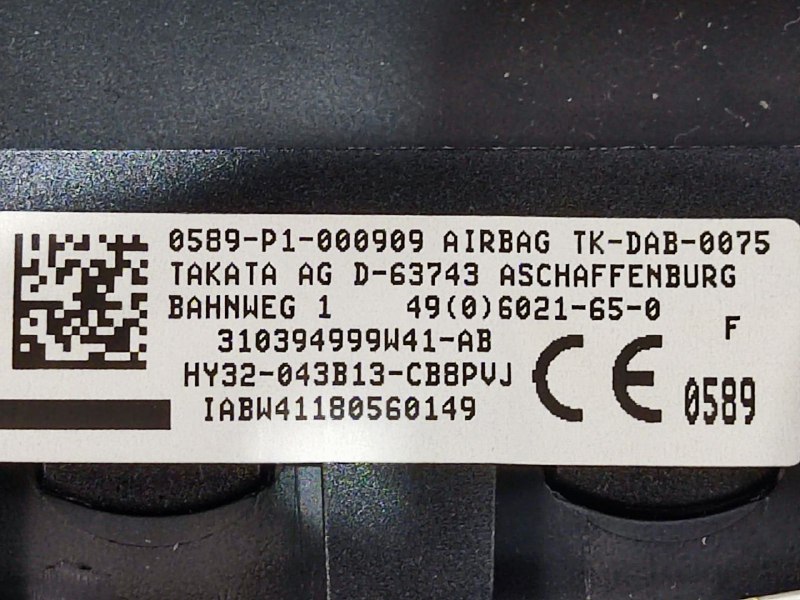 0589-P1-000909 AIRBAG TK-DAB-0075
TAKATA AG D-63743 ASCHAFFENBURG
BAHNWEG 1 49(0)6021-65-0
F
310394999W41-AB
HY32-043B13-CB8PVJ
IABW41180560149
CE 0589